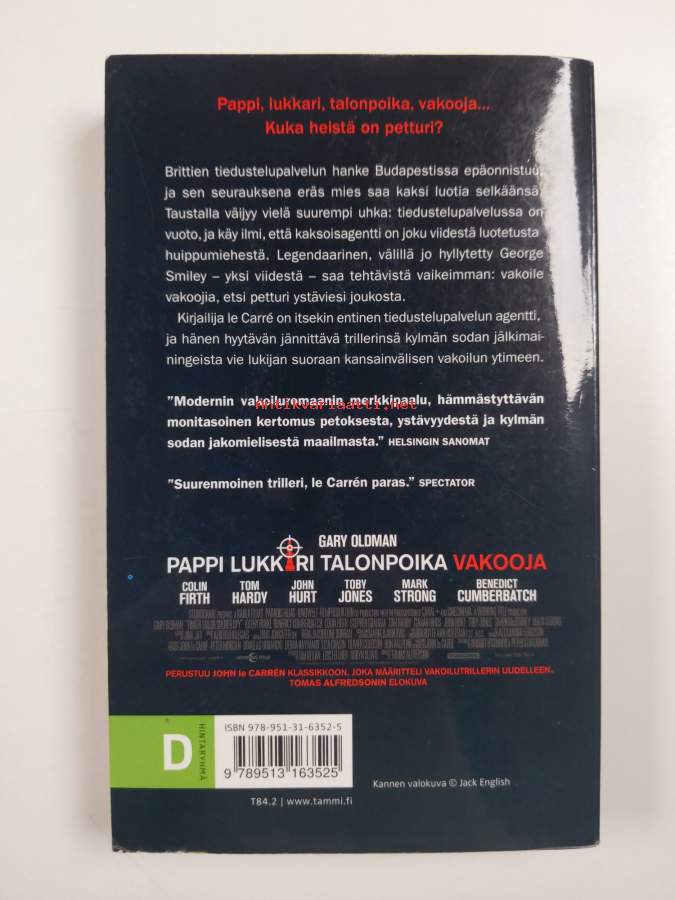 Pappi, lukkari, talonpoika, vakooja...
Kuka heistä on petturi?
Brittien tiedustelupalvelun hanke Budapestissa epäonnistuu,
ja sen seurauksena eräs mies saa kaksi luotia selkäänsä.
Taustalla väijyy vielä suurempi uhka: tiedustelupalvelussa on
vuoto, ja käy ilmi, että kaksoisagentti on joku viidestä luotetusta
huippumiehestä. Legendaarinen, välillä jo hyllytetty George
Smiley – yksi viidestä – saa tehtävistä vaikeimman: vakoile
vakoojia, etsi petturi ystäviesi joukosta.
Kirjailija le Carré on itsekin entinen tiedustelupalvelun agentti,
ja hänen hyytävän jännittävä trillerinsä kylmän sodan jälkimai-
ningeista vie lukijan suoraan kansainvälisen vakoilun ytimeen.
"Modernin vakoiluromaanin merkkipaalu, hämmästyttävän
Antikvariaatti.net
monitasoinen kertomus petoksesta, ystävyydestä ja kylmän
sodan jakomielisestä maailmasta." HELSINGIN SANOMAT
"Suurenmoinen trilleri, le Carrén paras." SPECTATOR
GARY OLDMAN
PAPPI LUKKARI TALONPOIKA VAKOOJA
COLIN FIRTH
TOM HARDY
JOHN HURT
TOBY JONES
MARK STRONG
BENEDICT CUMBERBATCH
PERUSTUU JOHN le CARRÉN KLASSIKKOON, JOKA MÄÄRITTELI VAKOILUTRILLERIN UUDELLEEN.
TOMAS ALFREDSONIN ELOKUVA
D
HINTARYHMÄ
ISBN 978-951-31-6352-5
9 789513 163525
T84.2 | www.tammi.fi
Kannen valokuva © Jack English